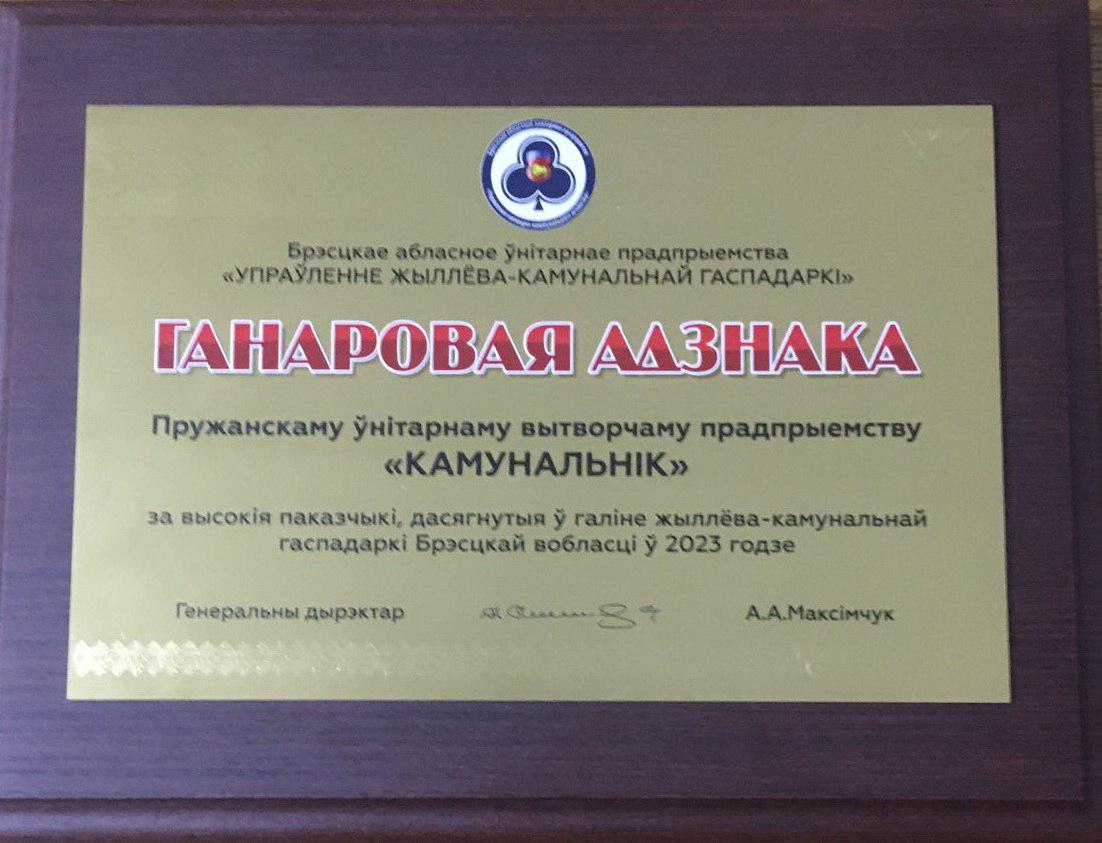 Брэсцкае абласное ўнітарнае прадпрыемства
«УПРАЎЛЕННЕ ЖЫЛЛЁВА-КАМУНАЛЬНАЙ ГАСПАДАРКІ»
ГАНАРОВАЯ АДЗНАКА
Пружанскаму ўнітарнаму вытворчаму прадпрыемству
«КАМУНАЛЬНІК»
за высокія паказчыкі, дасягнутыя ў галіне жыллёва-камунальнай
гаспадаркі Брэсцкай вобласці ў 2023 годзе
Генеральны дырэктар А.А.Максімчук